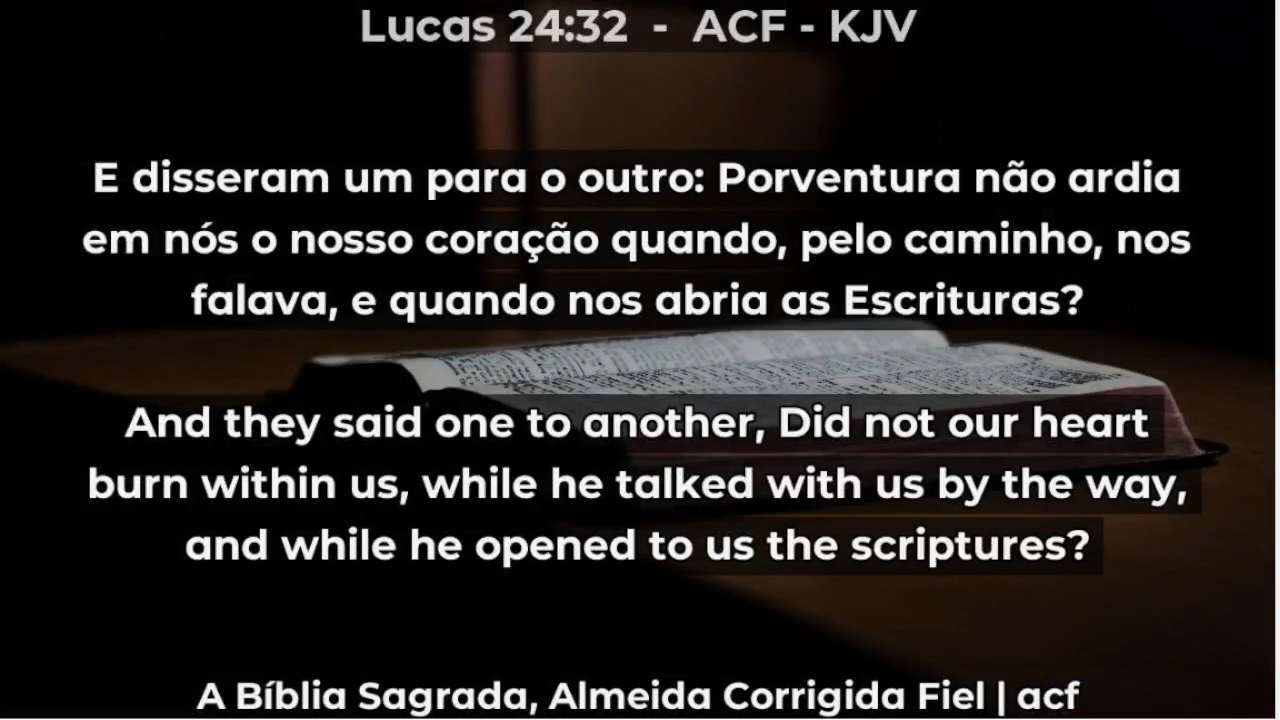 Lucas 24:32 - ACF - KJV
E disseram um para o outro: Porventura não ardia
em nós o nosso coração quando, pelo caminho, nos
falava, e quando nos abria as Escrituras?
And they said one to another, Did not our heart
burn within us, while he talked with us by the way,
and while he opened to us the scriptures?
A Bíblia Sagrada, Almeida Corrigida Fiel | acf